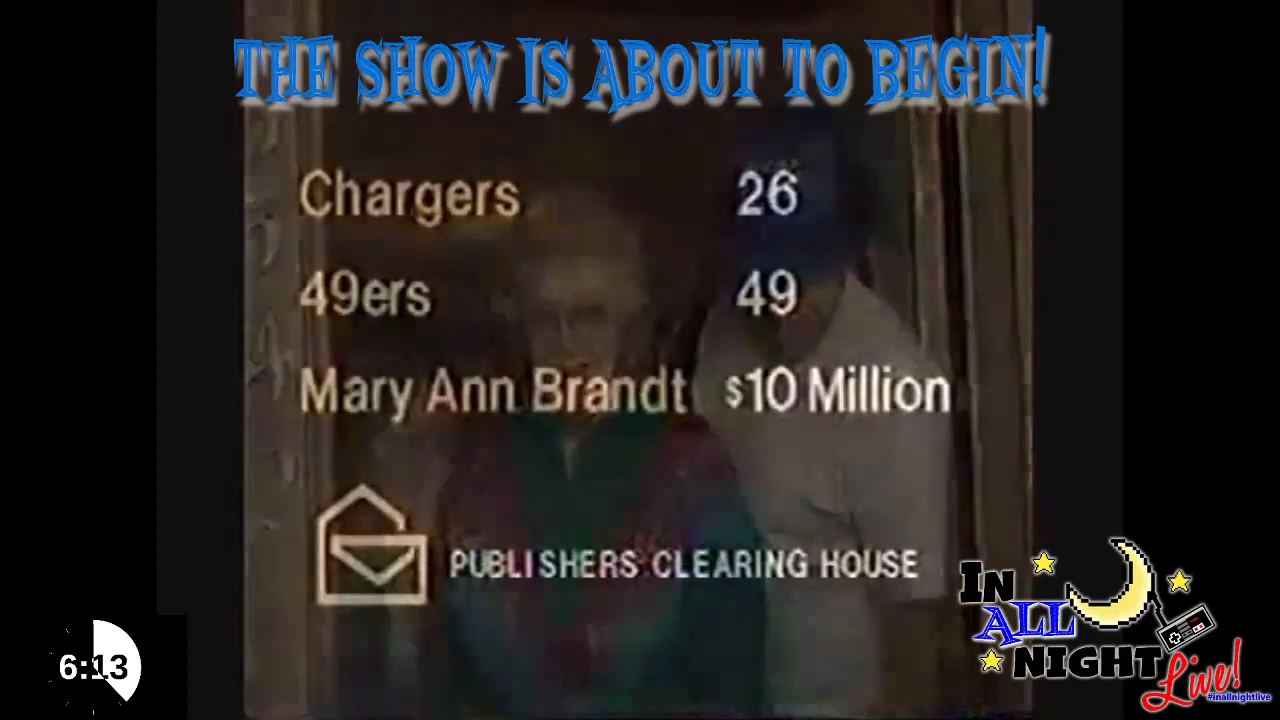 THE SHOW IS ABOUT TO BEGIN!
Chargers 26
49ers 49
Mary Ann Brandt $10 Million
PUBLISHERS CLEARING HOUSE
6:13
IN
ALL
NIGHT
Live!
#inallnightlive